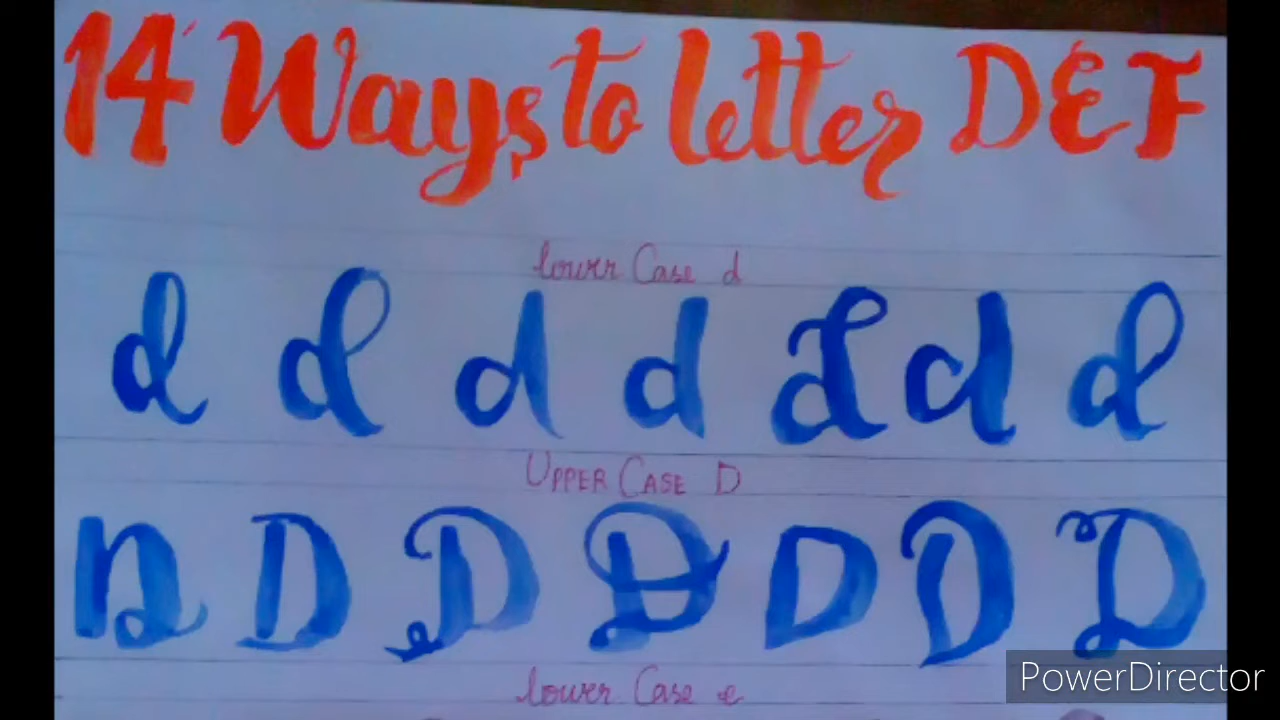 14 Ways to letter DEF
lower Case d
d d d d d d d
UPPER CASE D
D D D D D D D
lower Case e
PowerDirector